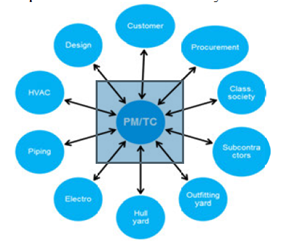 Customer
Design
Procurement
HVAC
Class.
society
PM/TC
Piping
Subcontra
ctors
Electro
Outfitting
yard
Hull
yard